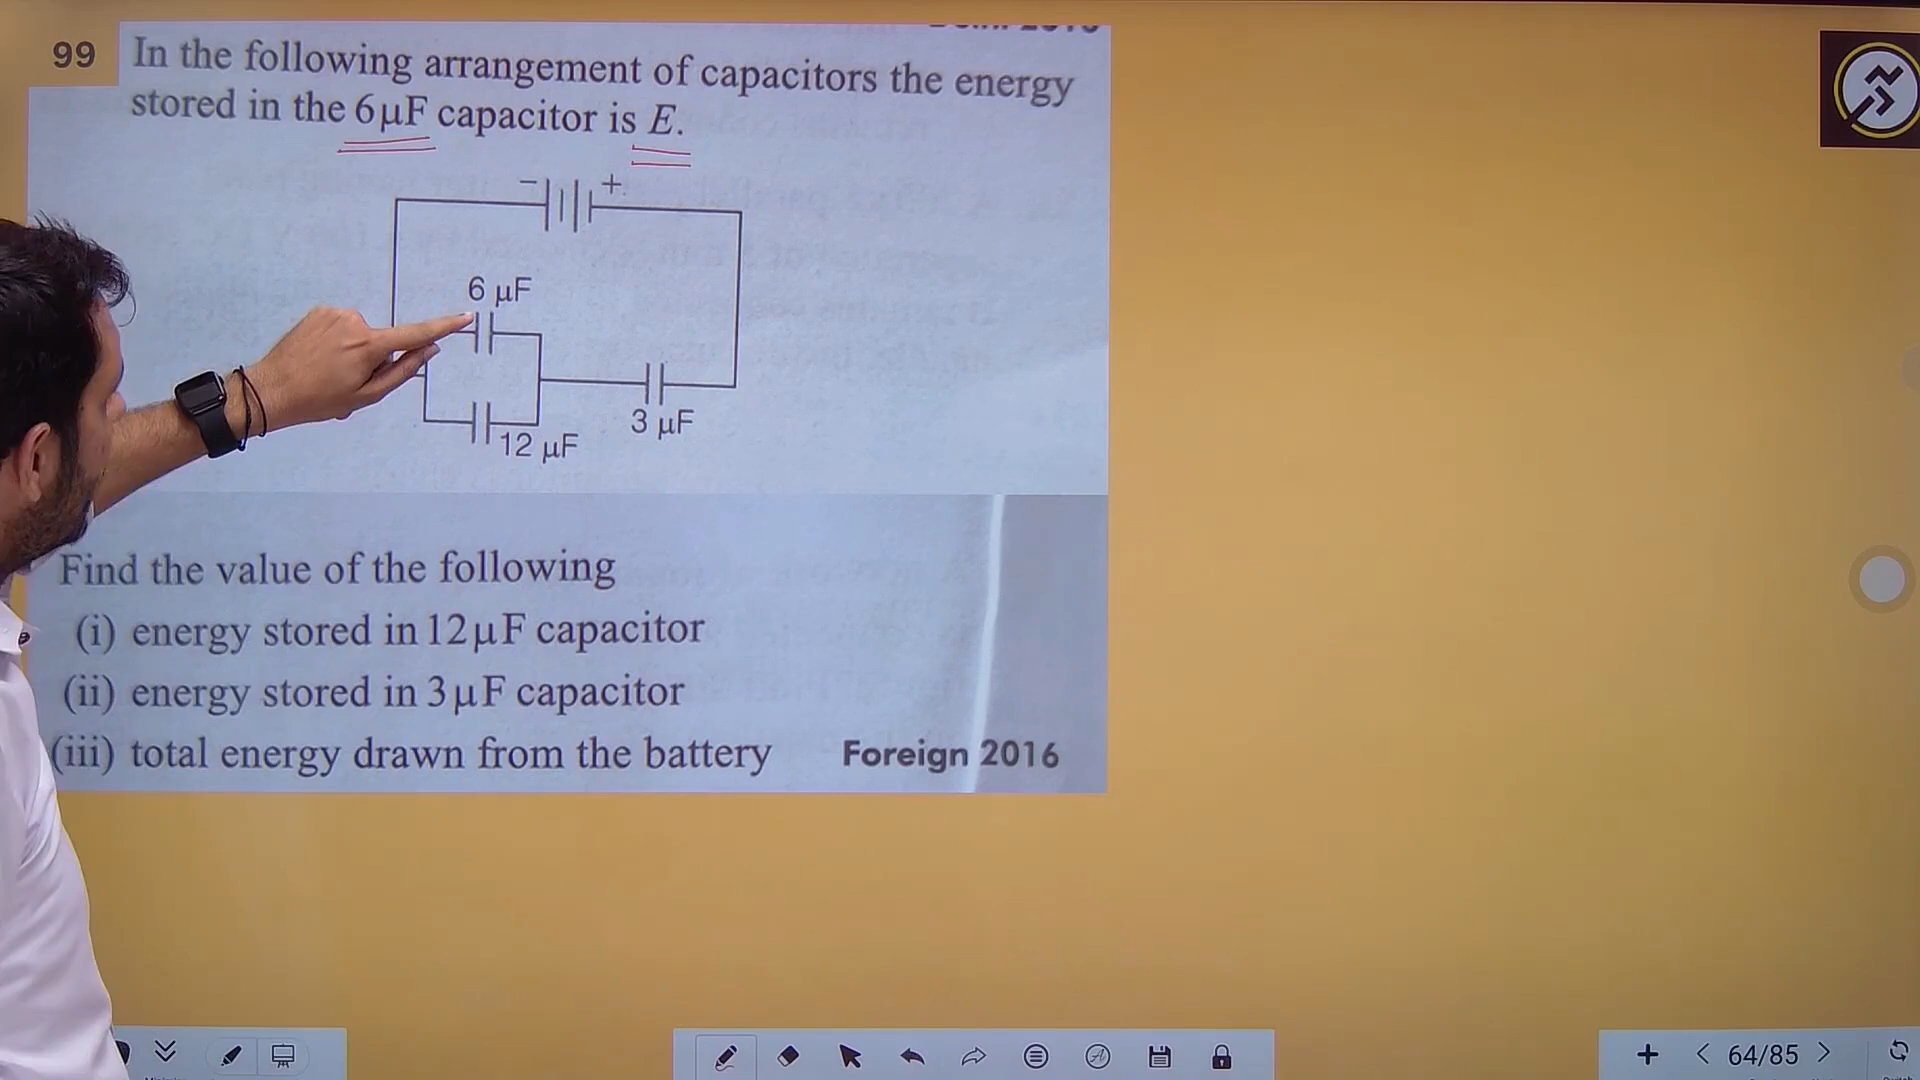 99 In the following arrangement of capacitors the energy
stored in the 6μF capacitor is E.
- +
6 μF
3 μF
12 μF
Find the value of the following
(i) energy stored in 12μF capacitor
(ii) energy stored in 3μF capacitor
(iii) total energy drawn from the battery Foreign 2016
64/85